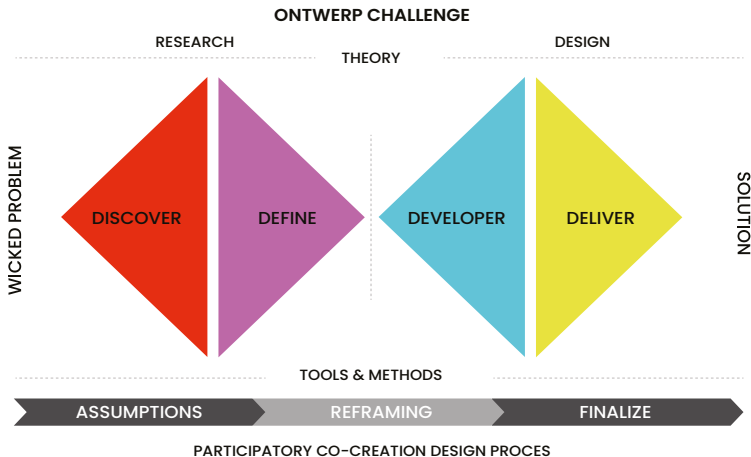 ONTWERP CHALLENGE
RESEARCH
THEORY
DESIGN
WICKED PROBLEM
DISCOVER
DEFINE
DEVELOPER
DELIVER
SOLUTION
TOOLS & METHODS
ASSUMPTIONS
REFRAMING
FINALIZE
PARTICIPATORY CO-CREATION DESIGN PROCES